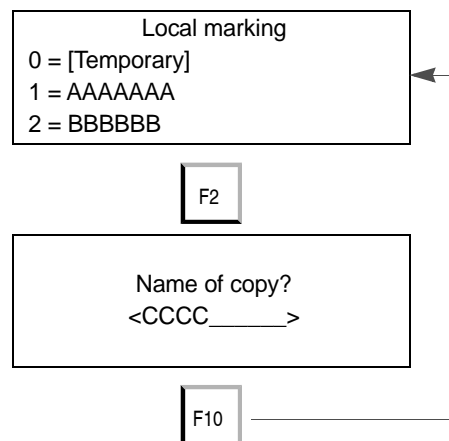 Local marking
0 = [Temporary]
1 = AAAAAAA
2 = BBBBBB
F2
Name of copy?
<CCCC______>
F10